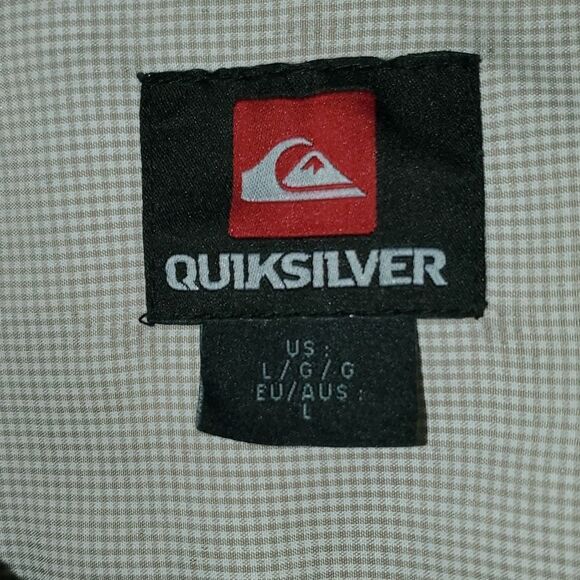 QUIKSILVER
US :
L / G / G
EU/AUS :
L